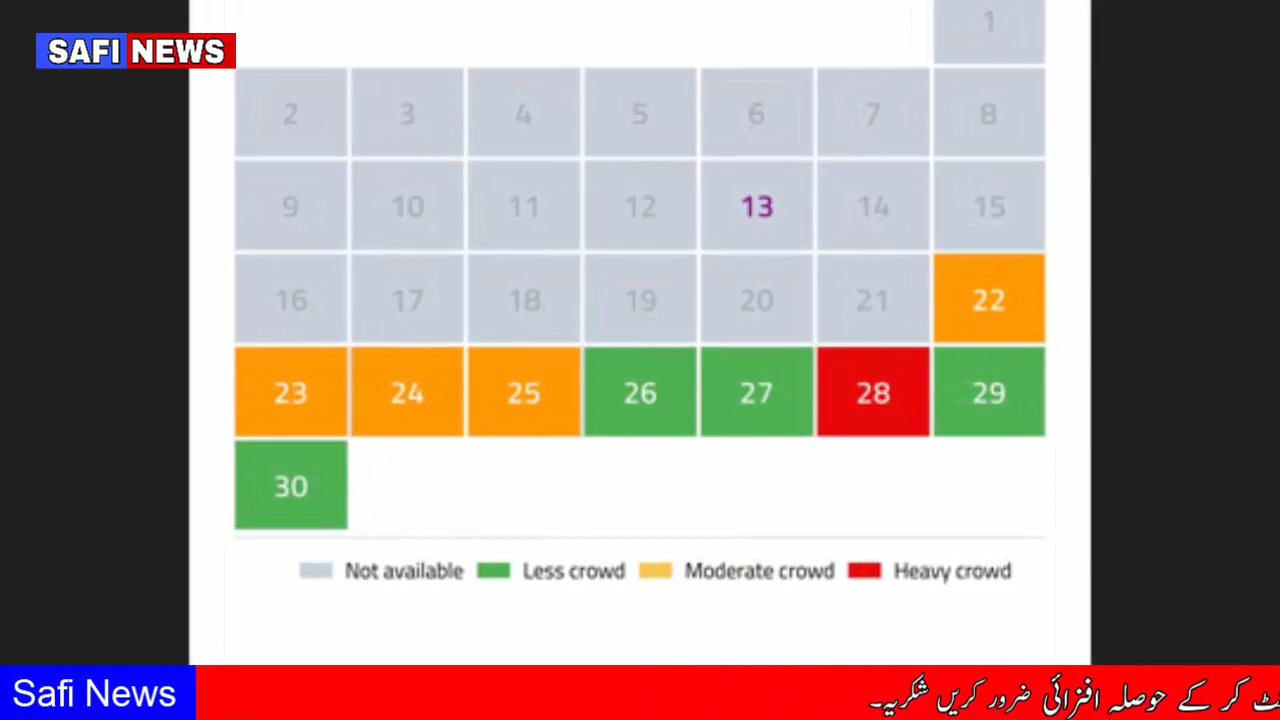 1
SAFI NEWS
2 3 4 5 6 7 8
9 10 11 12 13 14 15
16 17 18 19 20 21 22
23 24 25 26 27 28 29
30
Not available Less crowd Moderate crowd Heavy crowd
Safi News
کر کے حوصلہ افزائی ضرور کریں شکریہ۔